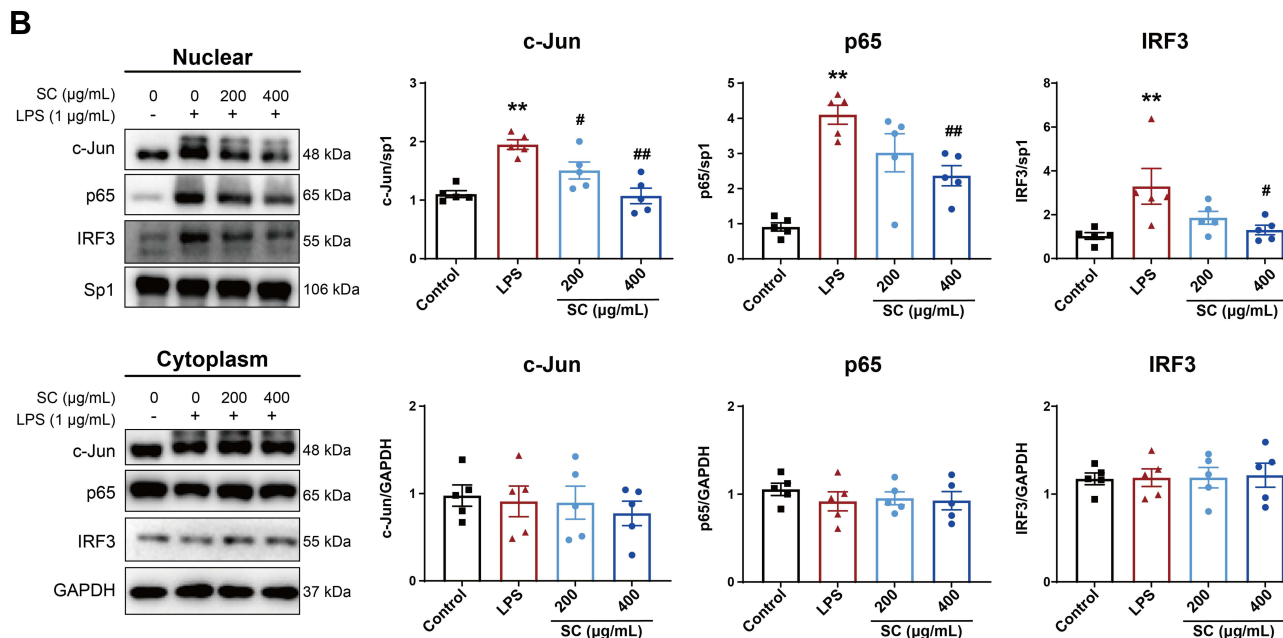 B
Nuclear
SC (µg/mL) 0 0 200 400
LPS (1 µg/mL) - + + +
c-Jun 48 kDa
p65 65 kDa
IRF3 55 kDa
Sp1 106 kDa
c-Jun
c-Jun/sp1
3
2
1
0
**
#
##
Control LPS 200 400
SC (µg/mL)
p65
p65/sp1
5
4
3
2
1
0
**
##
Control LPS 200 400
SC (µg/mL)
IRF3
IRF3/sp1
8
6
4
2
0
**
#
Control LPS 200 400
SC (µg/mL)
Cytoplasm
SC (µg/mL) 0 0 200 400
LPS (1 µg/mL) - + + +
c-Jun 48 kDa
p65 65 kDa
IRF3 55 kDa
GAPDH 37 kDa
c-Jun
c-Jun/GAPDH
2
1
0
Control LPS 200 400
SC (µg/mL)
p65
p65/GAPDH
2
1
0
Control LPS 200 400
SC (µg/mL)
IRF3
IRF3/GAPDH
2
1
0
Control LPS 200 400
SC (µg/mL)